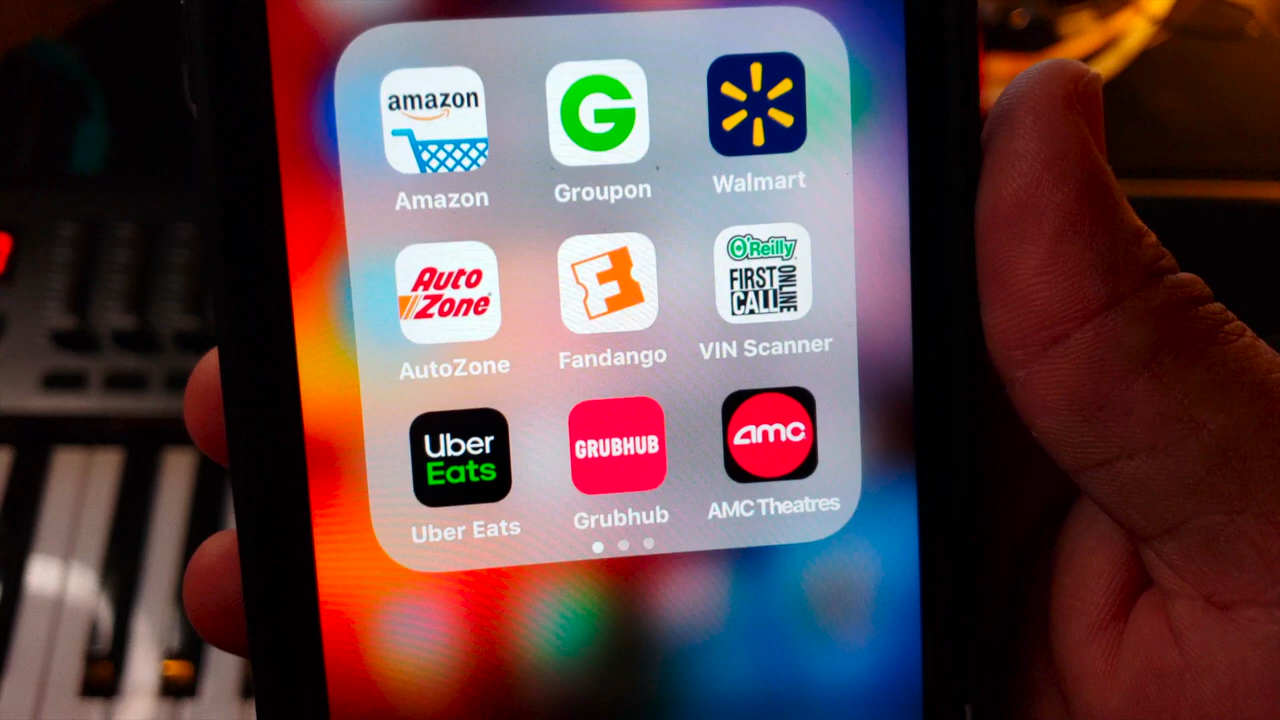 amazon
G
Amazon
Groupon
Walmart
Auto
Zone
F
O'Reilly
FIRST
CALL
ONLINE
AutoZone
Fandango
VIN Scanner
Uber
Eats
GRUBHUB
amc
Uber Eats
Grubhub
AMC Theatres